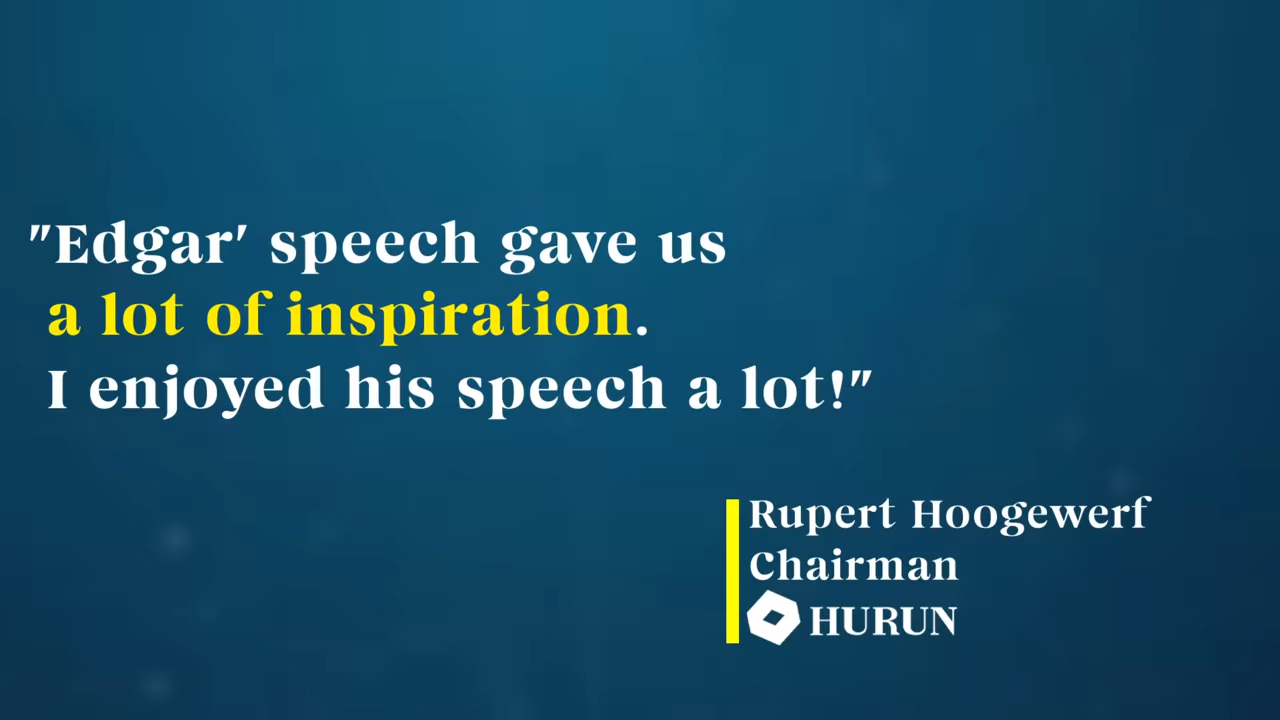 "Edgar' speech gave us
a lot of inspiration.
I enjoyed his speech a lot!"
Rupert Hoogewerf
Chairman
HURUN